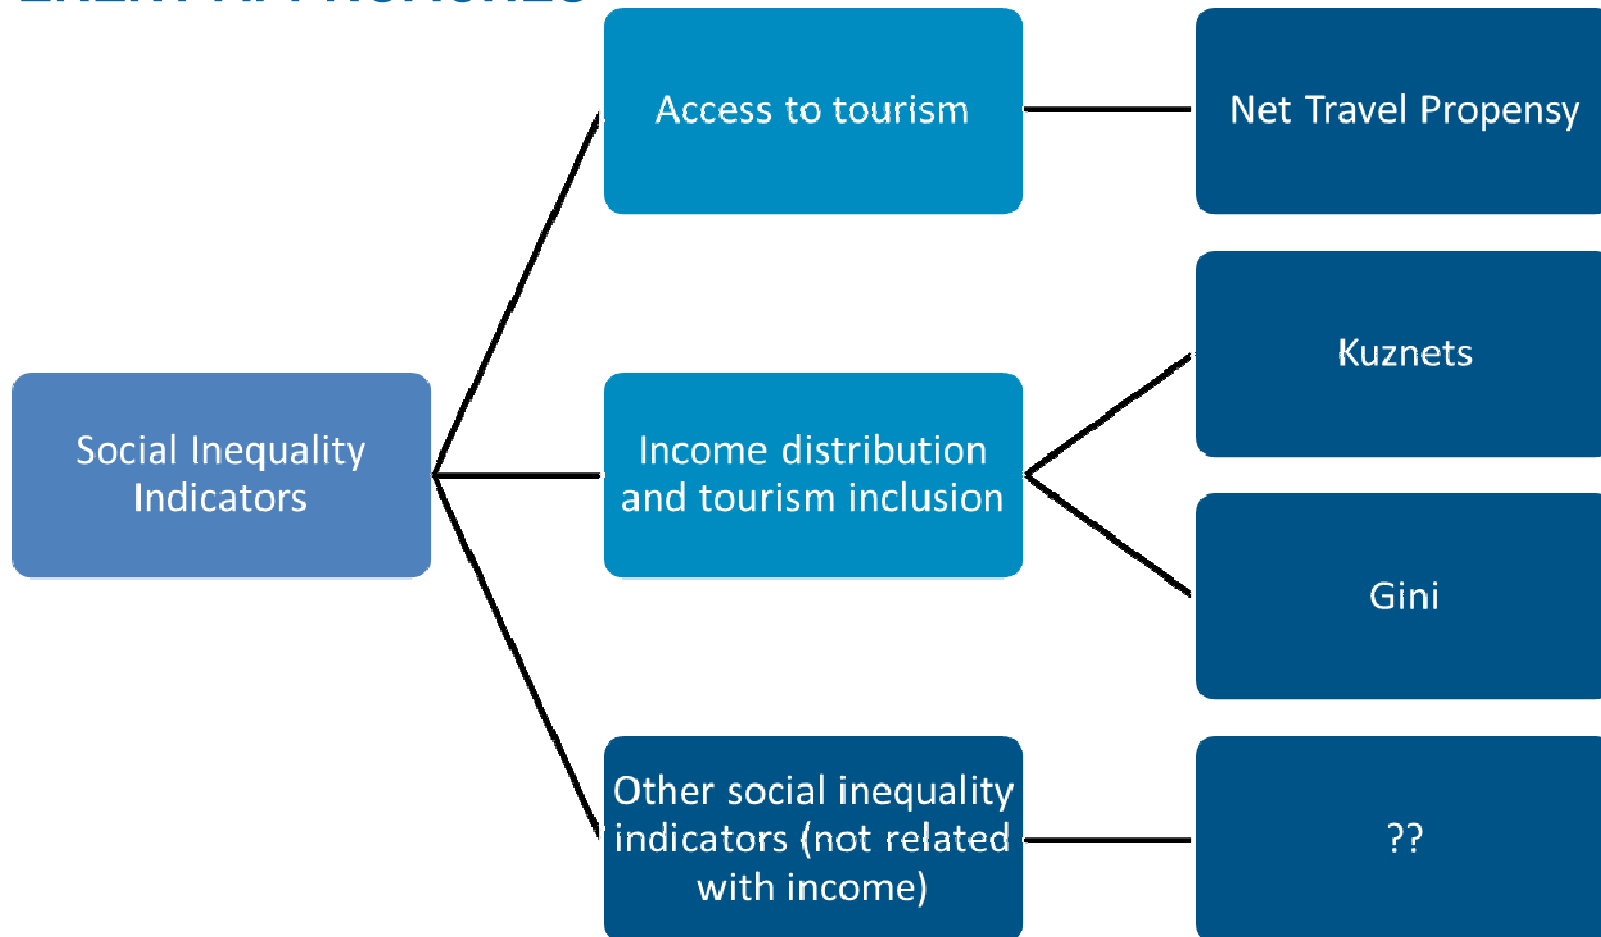 Access to tourism
Net Travel Propensy
Kuznets
Social Inequality
Indicators
Income distribution
and tourism inclusion
Gini
Other social inequality
indicators (not related
with income)
??